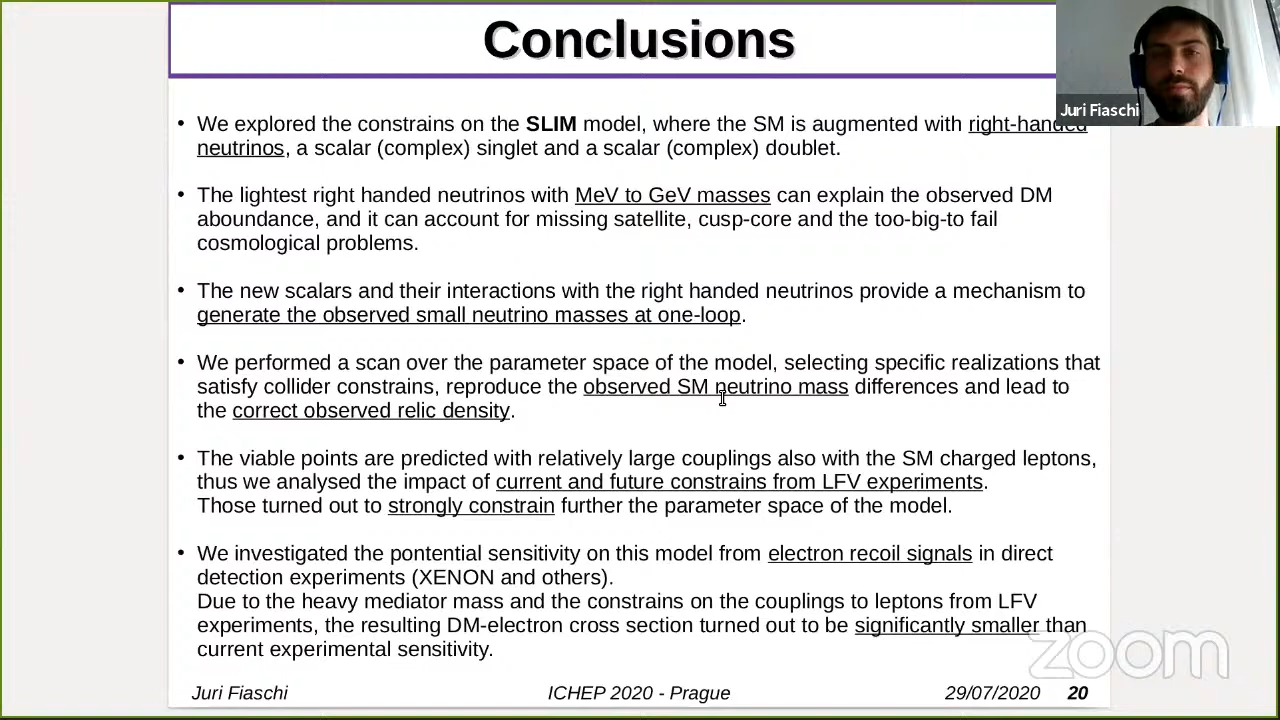 Conclusions
Juri Fiaschi
• We explored the constrains on the SLIM model, where the SM is augmented with right-handed
neutrinos, a scalar (complex) singlet and a scalar (complex) doublet.
• The lightest right handed neutrinos with MeV to GeV masses can explain the observed DM
aboundance, and it can account for missing satellite, cusp-core and the too-big-to fail
cosmological problems.
• The new scalars and their interactions with the right handed neutrinos provide a mechanism to
generate the observed small neutrino masses at one-loop.
• We performed a scan over the parameter space of the model, selecting specific realizations that
satisfy collider constrains, reproduce the observed SM neutrino mass differences and lead to
the correct observed relic density.
• The viable points are predicted with relatively large couplings also with the SM charged leptons,
thus we analysed the impact of current and future constrains from LFV experiments.
Those turned out to strongly constrain further the parameter space of the model.
• We investigated the pontential sensitivity on this model from electron recoil signals in direct
detection experiments (XENON and others).
Due to the heavy mediator mass and the constrains on the couplings to leptons from LFV
experiments, the resulting DM-electron cross section turned out to be significantly smaller than
current experimental sensitivity.
zoom
Juri Fiaschi ICHEP 2020 - Prague 29/07/2020 20